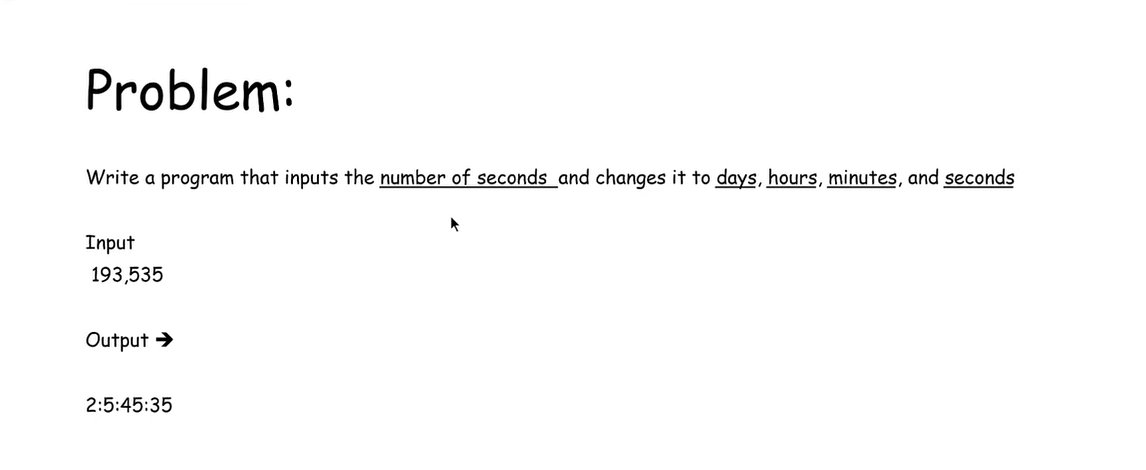 Problem:
Write a program that inputs the number of seconds and changes it to days, hours, minutes, and seconds
Input
193,535
Output ➔
2:5:45:35